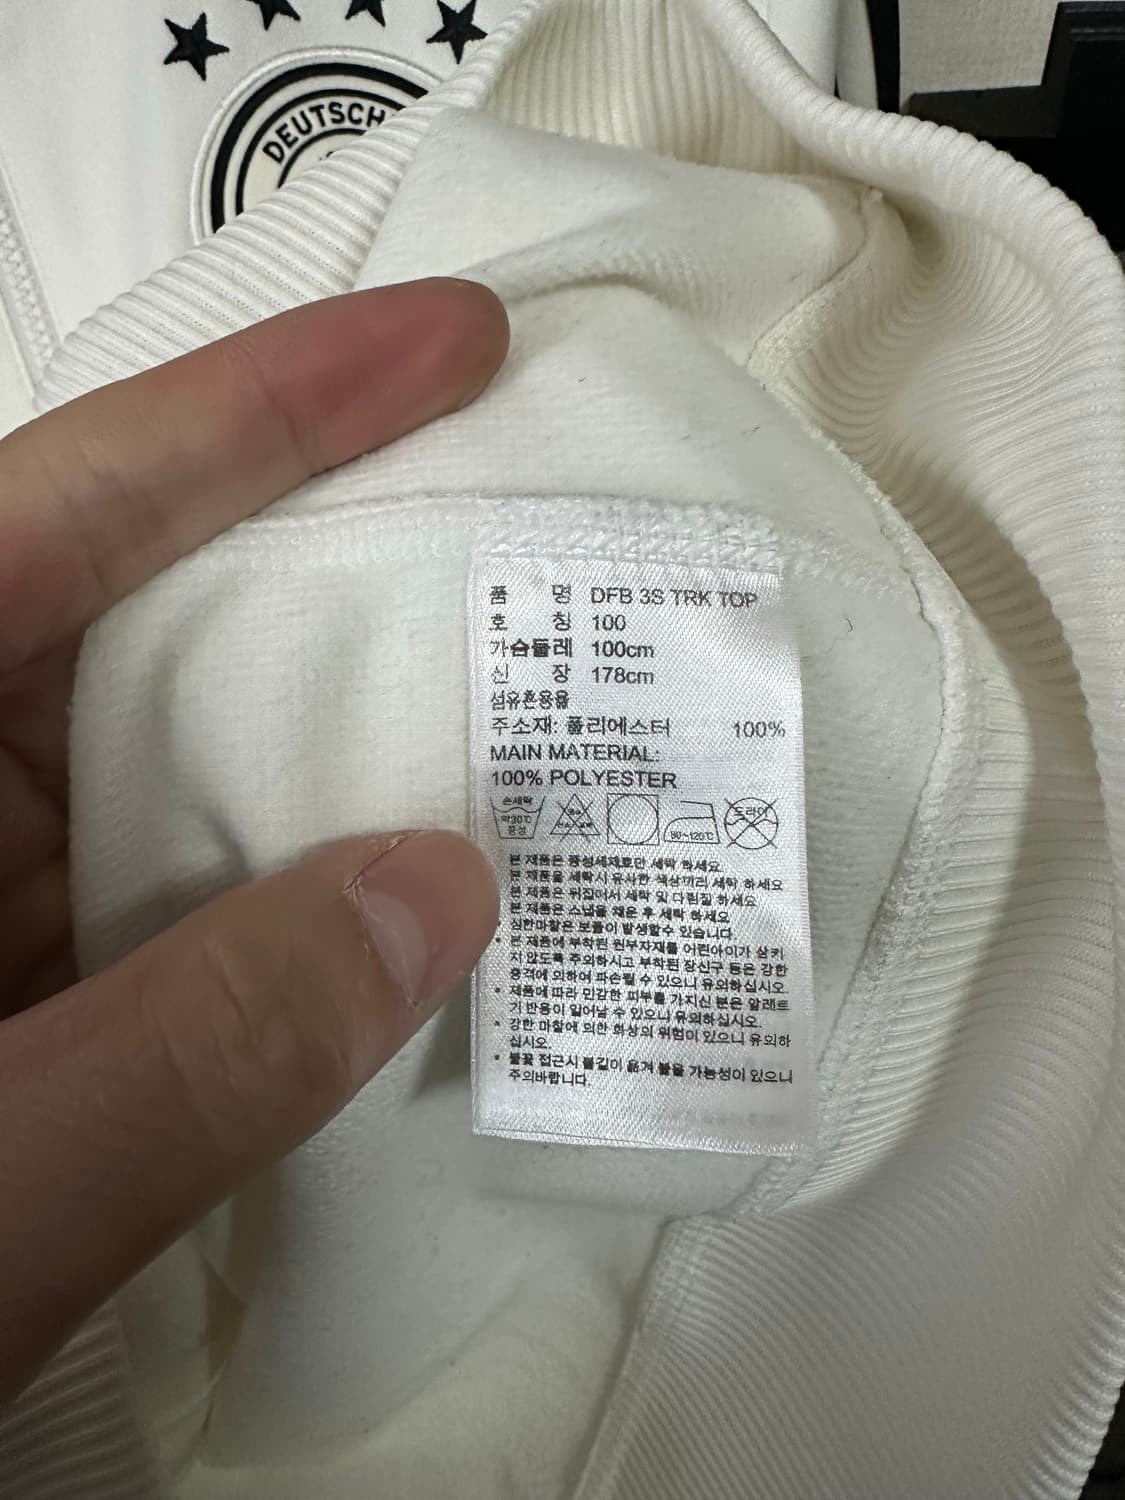 DEUTSCH
품 명 DFB 3S TRK TOP
호 칭 100
가슴둘레 100cm
신 장 178cm
섬유혼용율
주소재: 폴리에스터 100%
MAIN MATERIAL:
100% POLYESTER
손세탁
약30℃
중성
80~120℃
드라이
본 제품은 중성세제로만 세탁 하세요.
본 제품을 세탁시 유사한 색상끼리 세탁 하세요
본 제품은 뒤집어서 세탁 및 다림질 하세요
본 제품은 스냅을 채운 후 세탁 하세요
심한마찰은 보풀이 발생할수 있습니다
* 본 제품에 부착된 원부자재를 어린아이가 삼키
지 않도록 주의하시고 부착된 장신구 등은 강한
충격에 의하여 파손될 수 있으니 유의하십시오.
* 제품에 따라 민감한 피부를 가지신 분은 알레르
기 반응이 일어날 수 있으니 유의하십시오.
* 강한 마찰에 의한 화상의 위험이 있으니 유의하
십시오.
* 불꽃 접근시 불길이 옮겨 붙을 가능성이 있으니
주의바랍니다.